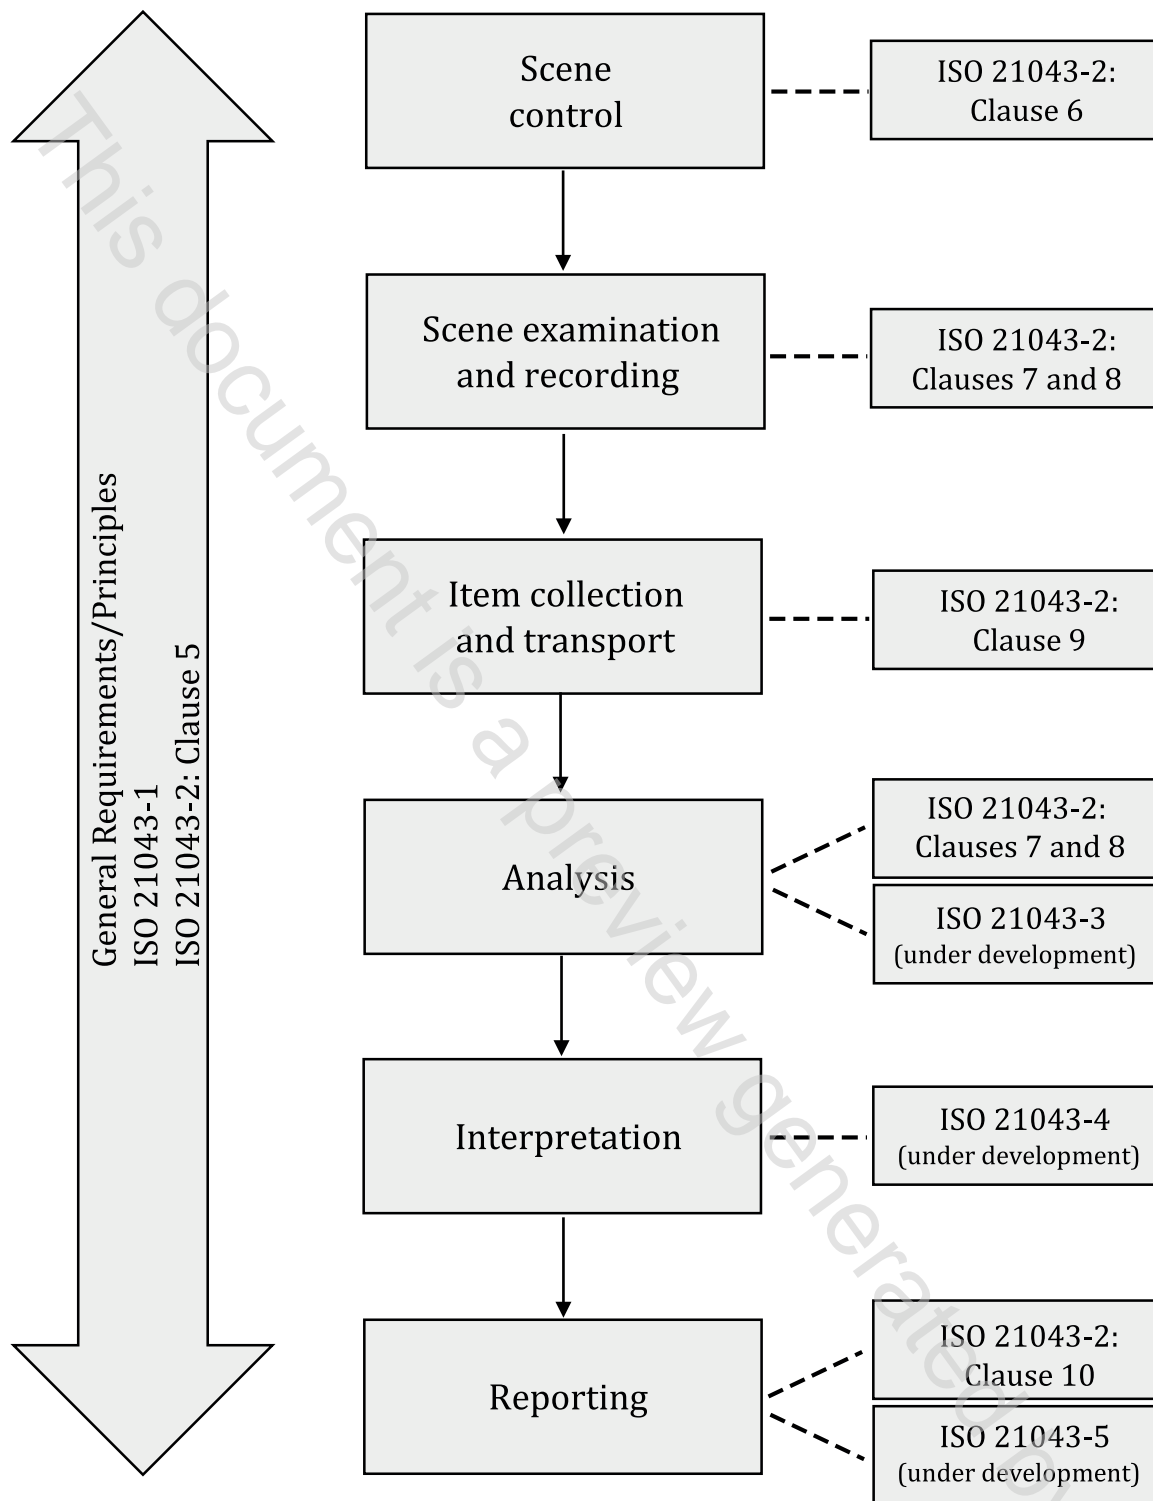 General Requirements/Principles
ISO 21043-1
ISO 21043-2: Clause 5
Scene
control
ISO 21043-2:
Clause 6
Scene examination
and recording
ISO 21043-2:
Clauses 7 and 8
Item collection
and transport
ISO 21043-2:
Clause 9
Analysis
ISO 21043-2:
Clauses 7 and 8
ISO 21043-3
(under development)
Interpretation
ISO 21043-4
(under development)
Reporting
ISO 21043-2:
Clause 10
ISO 21043-5
(under development)
This document is a preview generated by